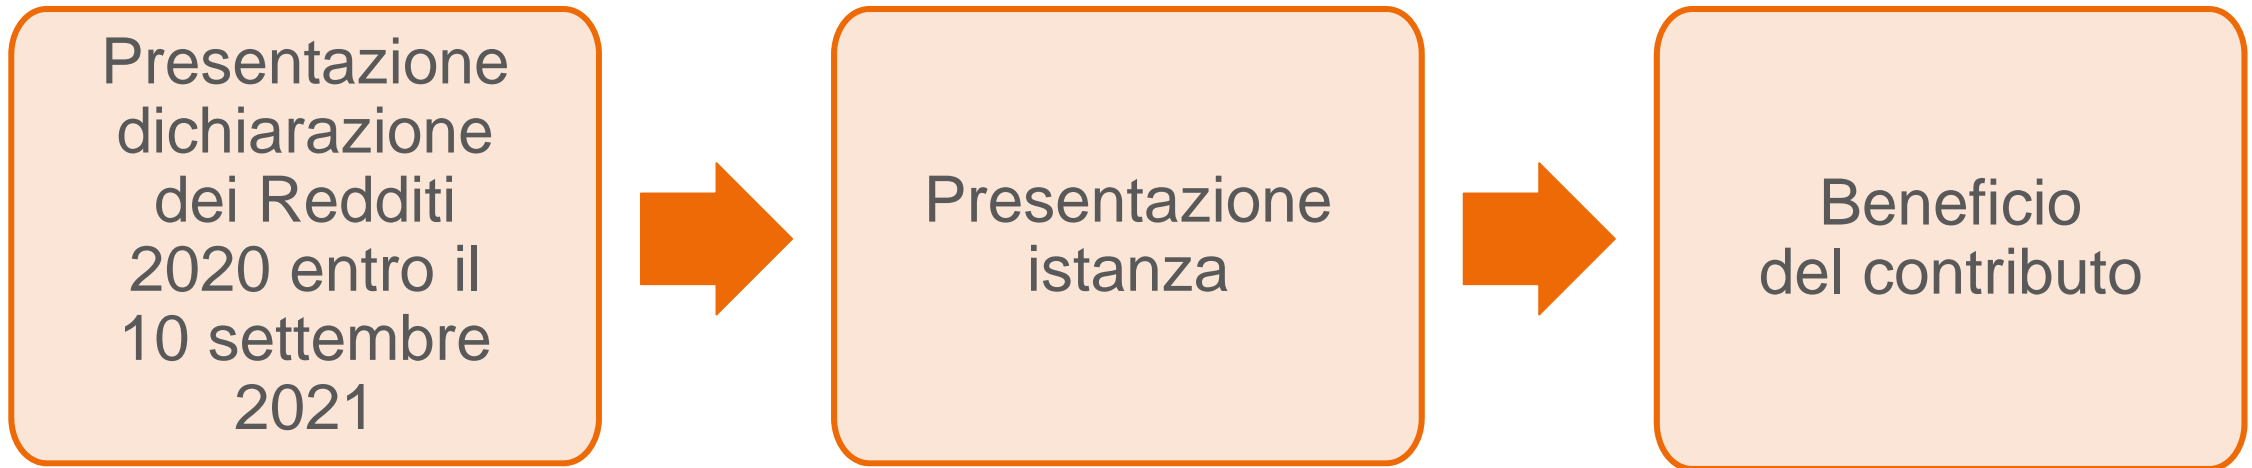 Presentazione
dichiarazione
dei Redditi
2020 entro il
10 settembre
2021
Presentazione
istanza
Beneficio
del contributo